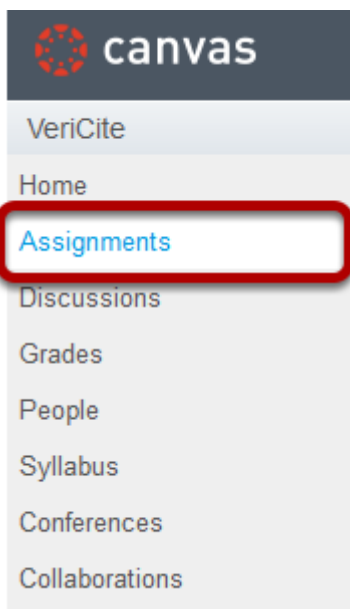 canvas
VeriCite
Home
Assignments
Discussions
Grades
People
Syllabus
Conferences
Collaborations